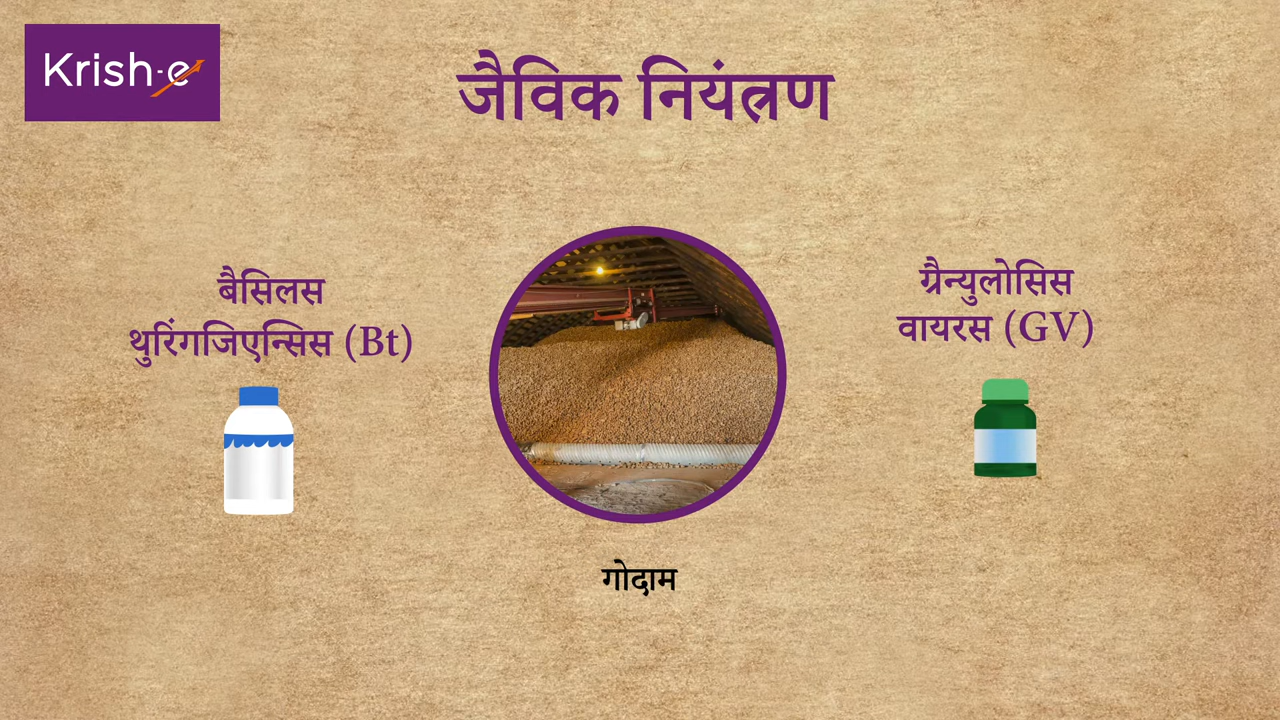 Krish-e
जैविक नियंत्रण
बैसिलस
थुरिंगजिएन्सिस (Bt)
ग्रैन्युलोसिस
वायरस (GV)
गोदाम